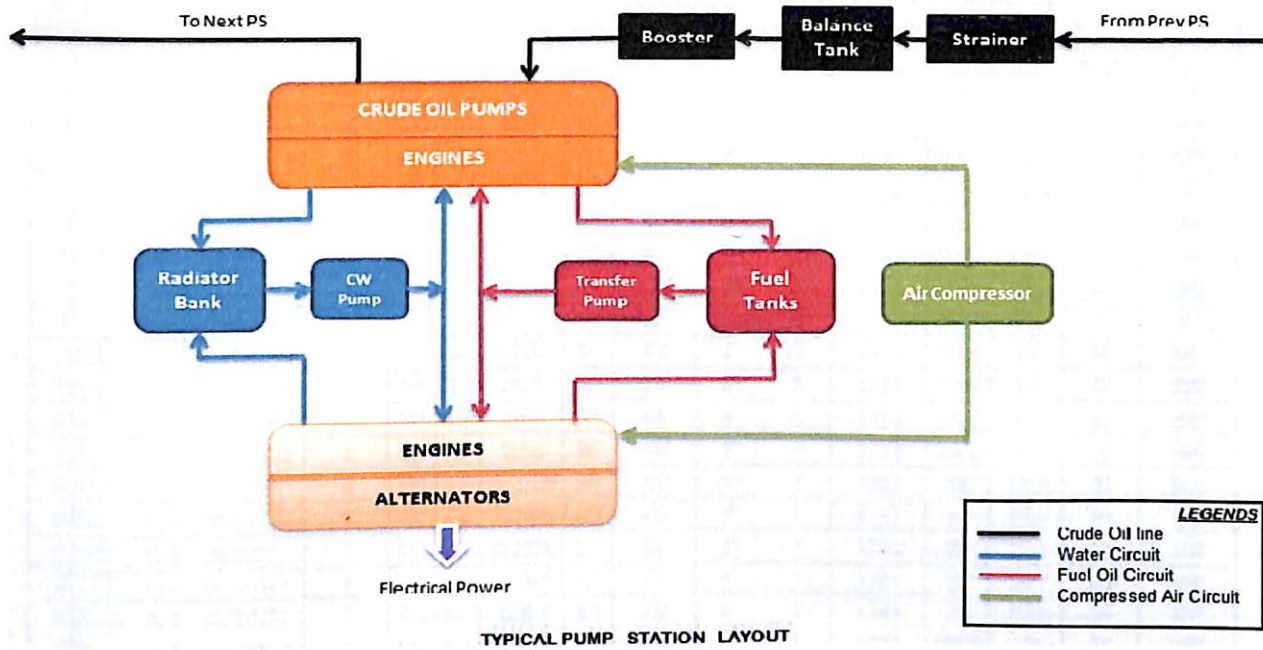 To Next PS
From Prev PS
Booster
Balance
Tank
Strainer
CRUDE OIL PUMPS
ENGINES
Radiator
Bank
CW
Pump
Transfer
Pump
Fuel
Tanks
Air Compressor
ENGINES
ALTERNATORS
Electrical Power
LEGENDS
Crude Oil line
Water Circuit
Fuel Oil Circuit
Compressed Air Circuit
TYPICAL PUMP STATION LAYOUT